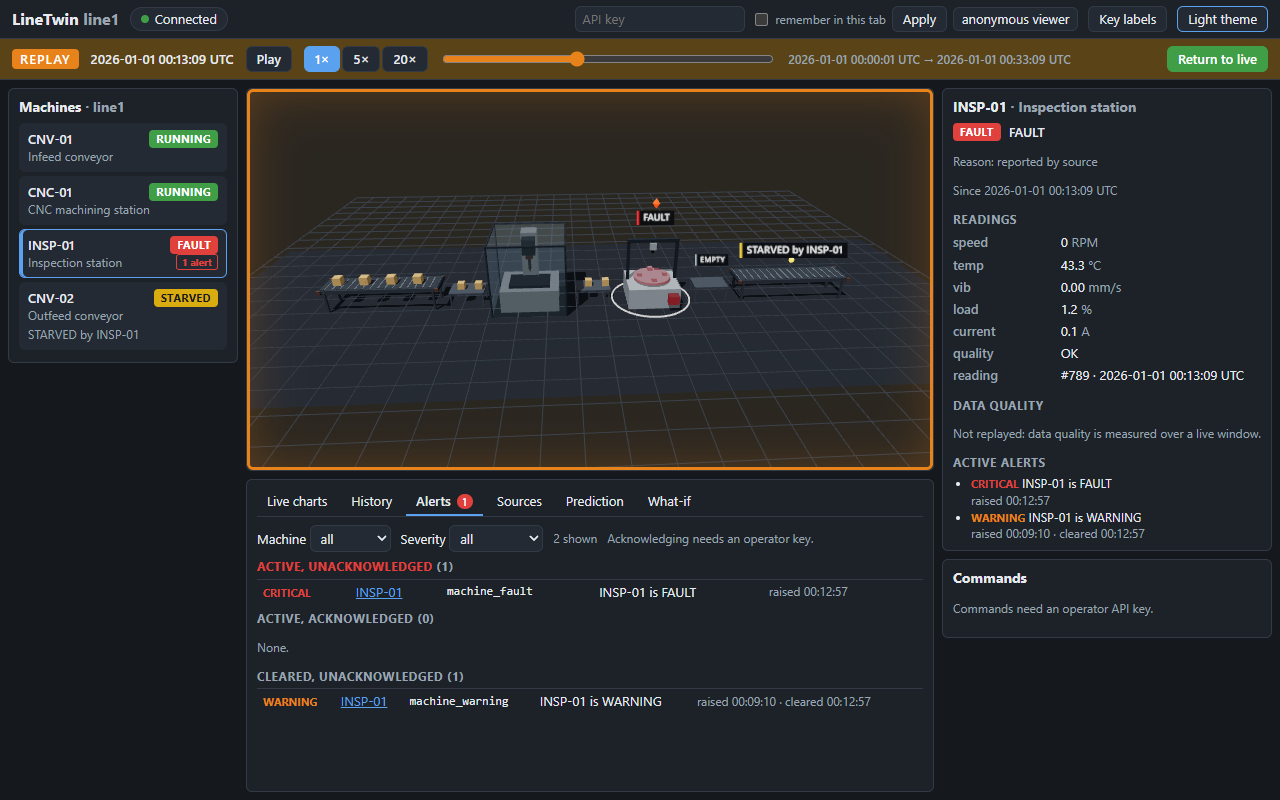 LineTwin line1 Connected API key remember in this tab Apply anonymous viewer Key labels Light theme
REPLAY 2026-01-01 00:13:09 UTC Play 1× 5× 20× 2026-01-01 00:00:01 UTC → 2026-01-01 00:33:09 UTC Return to live
Machines · line1
CNV-01 RUNNING
Infeed conveyor
CNC-01 RUNNING
CNC machining station
INSP-01 FAULT
Inspection station 1 alert
CNV-02 STARVED
Outfeed conveyor
STARVED by INSP-01
FAULT
EMPTY
STARVED by INSP-01
Live charts History Alerts 1 Sources Prediction What-if
Machine all Severity all 2 shown Acknowledging needs an operator key.
ACTIVE, UNACKNOWLEDGED (1)
CRITICAL INSP-01 machine_fault INSP-01 is FAULT raised 00:12:57
ACTIVE, ACKNOWLEDGED (0)
None.
CLEARED, UNACKNOWLEDGED (1)
WARNING INSP-01 machine_warning INSP-01 is WARNING raised 00:09:10 · cleared 00:12:57
INSP-01 · Inspection station
FAULT FAULT
Reason: reported by source
Since 2026-01-01 00:13:09 UTC
READINGS
speed 0 RPM
temp 43.3 °C
vib 0.00 mm/s
load 1.2 %
current 0.1 A
quality OK
reading #789 · 2026-01-01 00:13:09 UTC
DATA QUALITY
Not replayed: data quality is measured over a live window.
ACTIVE ALERTS
• CRITICAL INSP-01 is FAULT
raised 00:12:57
• WARNING INSP-01 is WARNING
raised 00:09:10 · cleared 00:12:57
Commands
Commands need an operator API key.